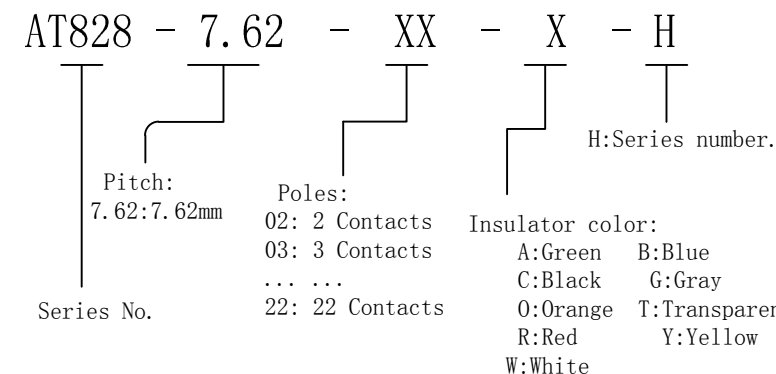 AT828 - 7.62 - XX - X - H
H:Series number.
Pitch:
7.62:7.62mm
Poles:
02: 2 Contacts
03: 3 Contacts
... ...
22: 22 Contacts
Series No.
Insulator color:
A:Green B:Blue
C:Black G:Gray
O:Orange T:Transparen
R:Red Y:Yellow
W:White